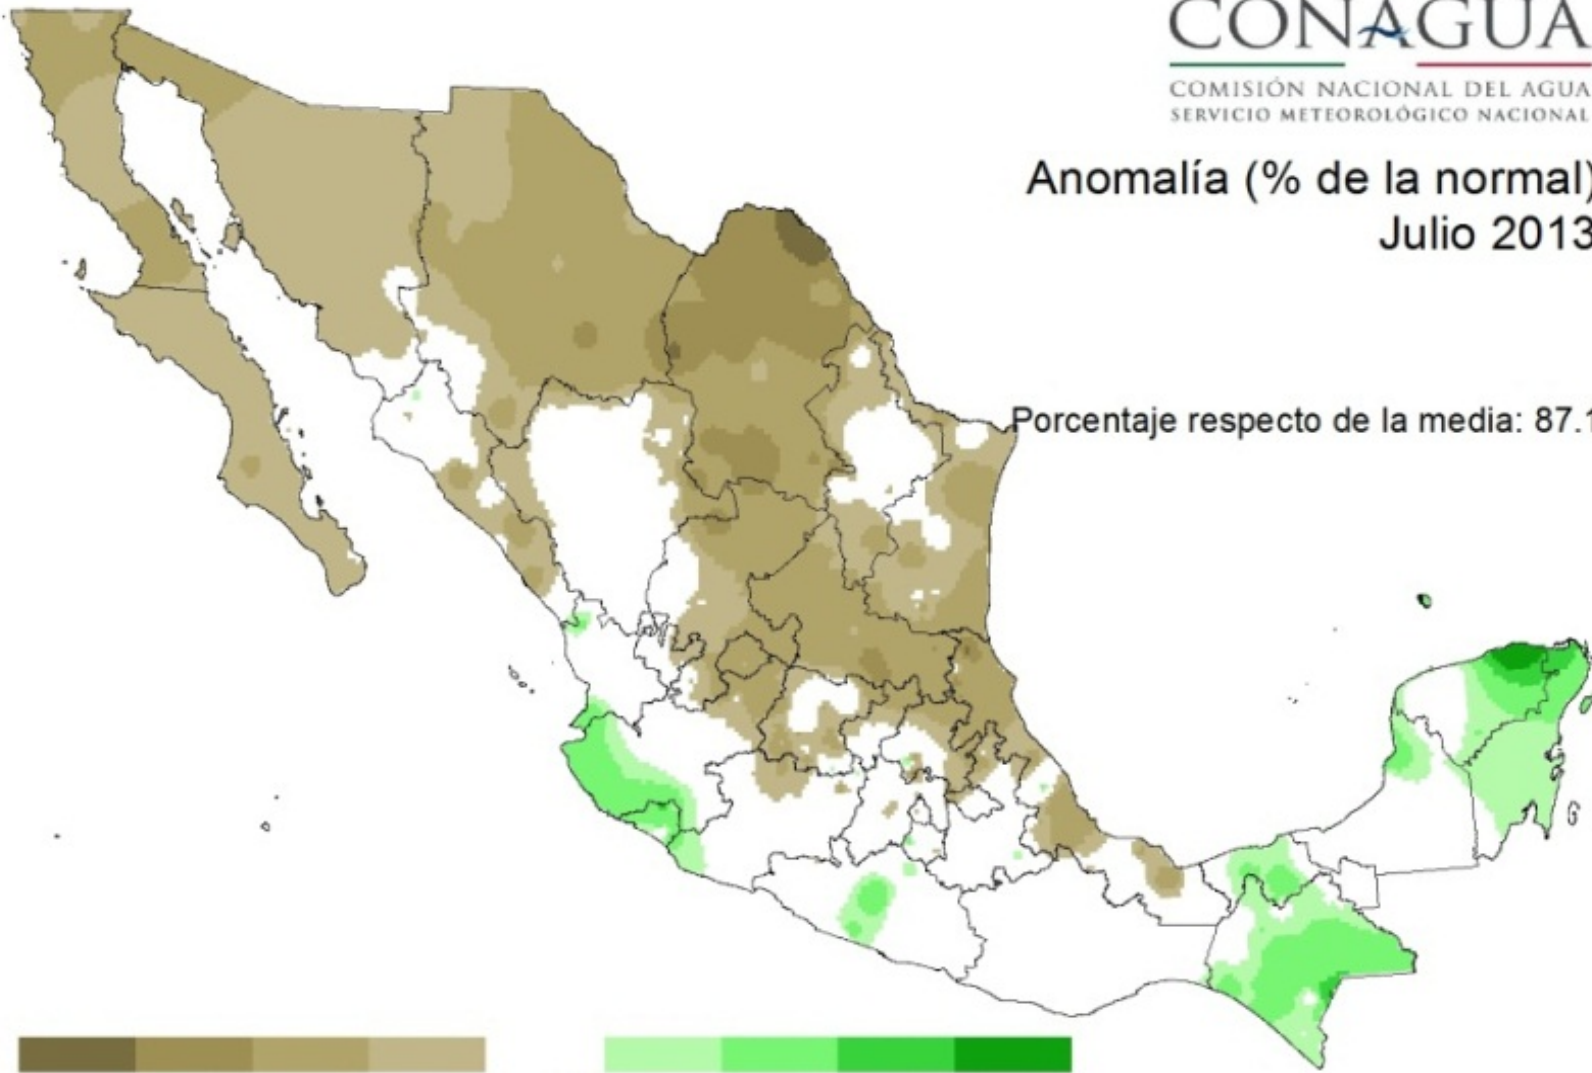 CONAGUA
COMISIÓN NACIONAL DEL AGUA
SERVICIO METEOROLÓGICO NACIONAL
Anomalía (% de la normal)
Julio 2013
Porcentaje respecto de la media: 87.1